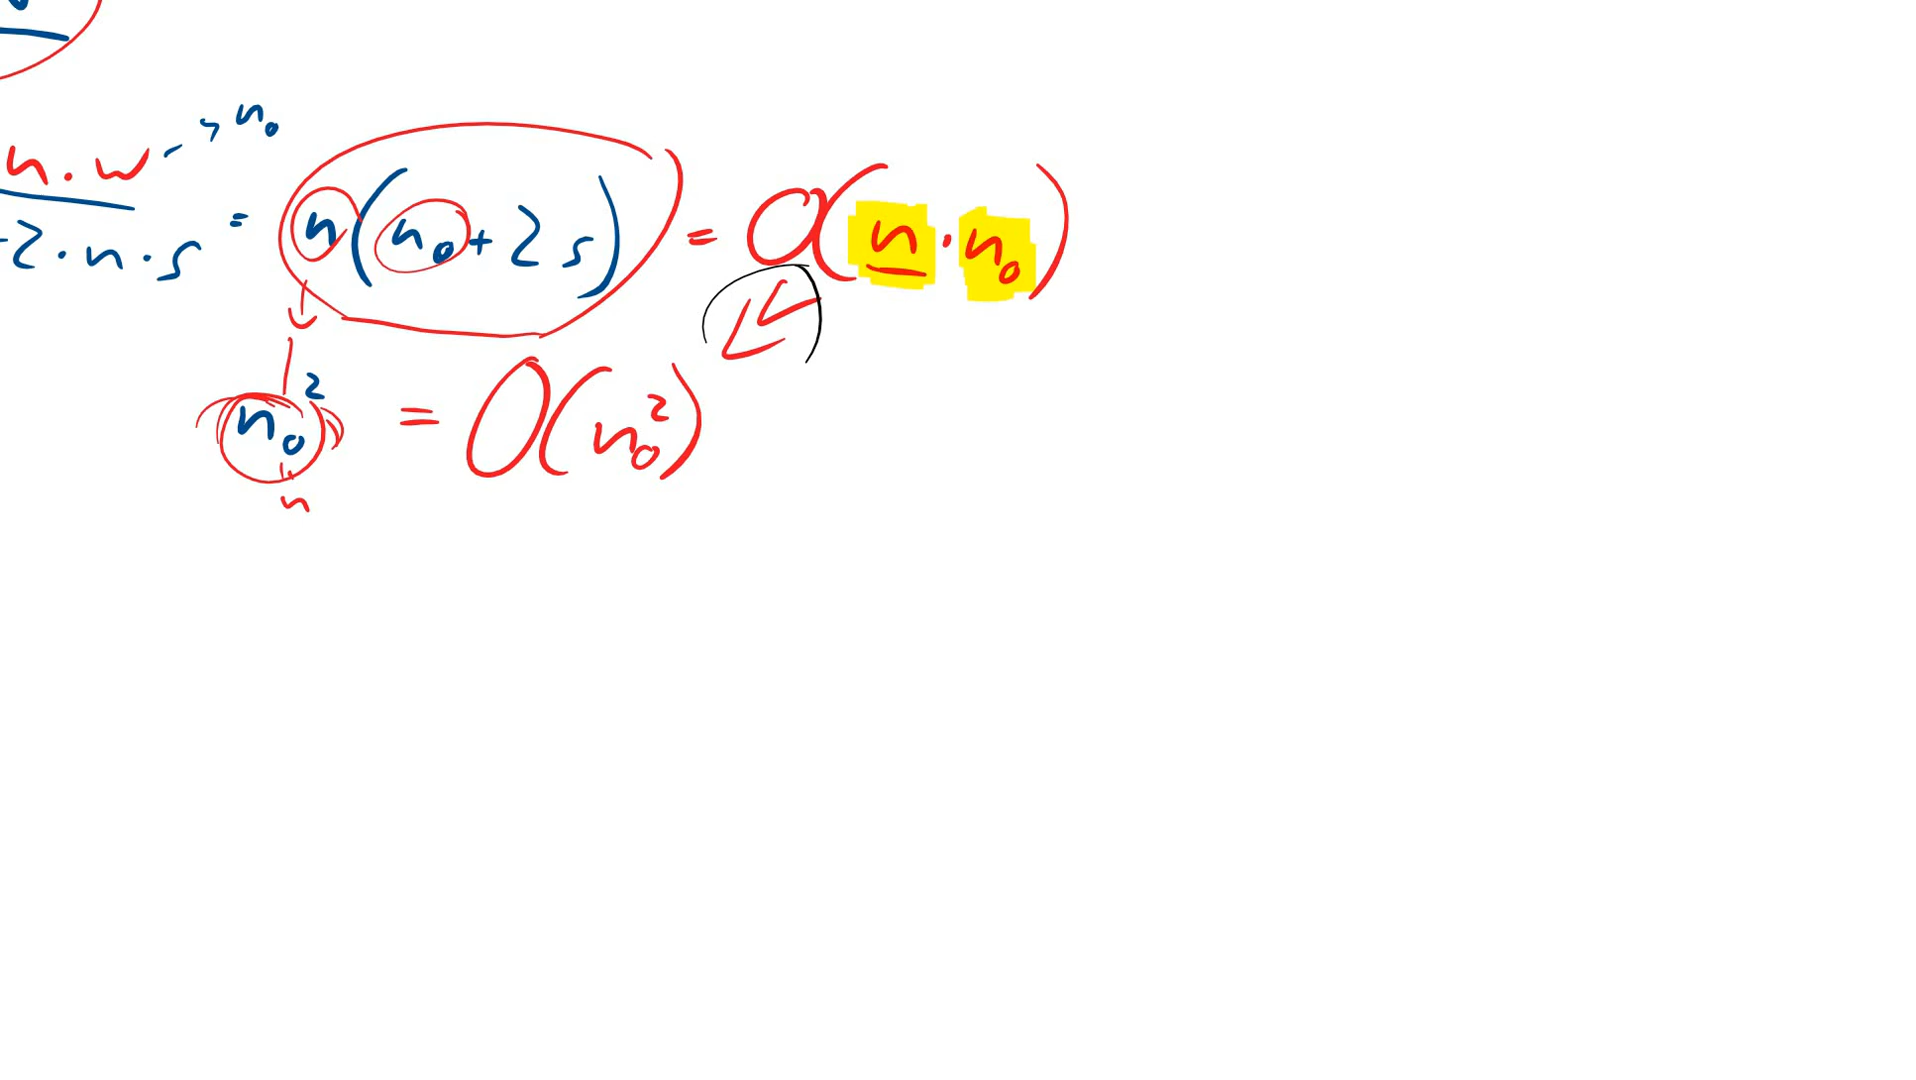 n · w -> n₀
2 · n · s = n(n₀ + 2s) = O(n · n₀)
n₀² = O(n₀²)
n